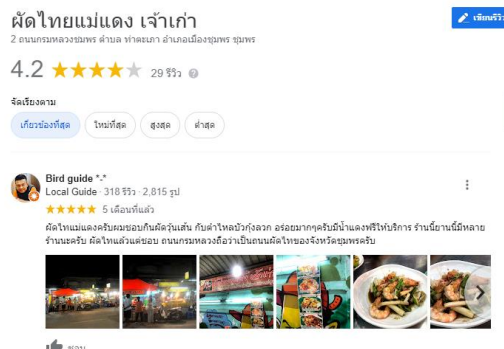 ผัดไทยแม่แดง เจ้าเก่า
เขียนรีวิว
2 ถนนกรมหลวงชุมพร ตำบล ท่าตะเภา อำเภอเมืองชุมพร ชุมพร
4.2 29 รีวิว
จัดเรียงตาม
เกี่ยวข้องที่สุด ใหม่ที่สุด สูงสุด ต่ำสุด
Bird guide *-*
Local Guide · 318 รีวิว · 2,815 รูป
5 เดือนที่แล้ว
ผัดไทยแม่แดงครับผมชอบกินผัดวุ้นเส้น กับตำไหลบัวกุ้งลวก อร่อยมากๆครับมีน้ำแดงฟรีให้บริการ ร้านนี้ย่านนี้มีหลาย
ร้านนะครับ ผัดไทแล้วแต่ชอบ ถนนกรมหลวงถือว่าเป็นถนนผัดไทของจังหวัดชุมพรครับ
ชอบ